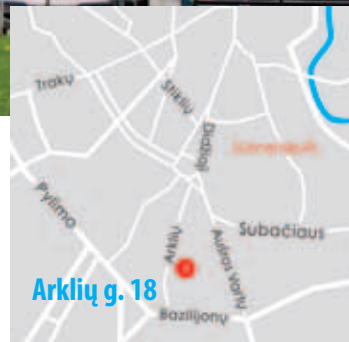 Trakų
Stiklių
Didžioji
Pylimo
Subačiaus
Arklių
Aušros Vartų
Arklių g. 18
Bazilijonų